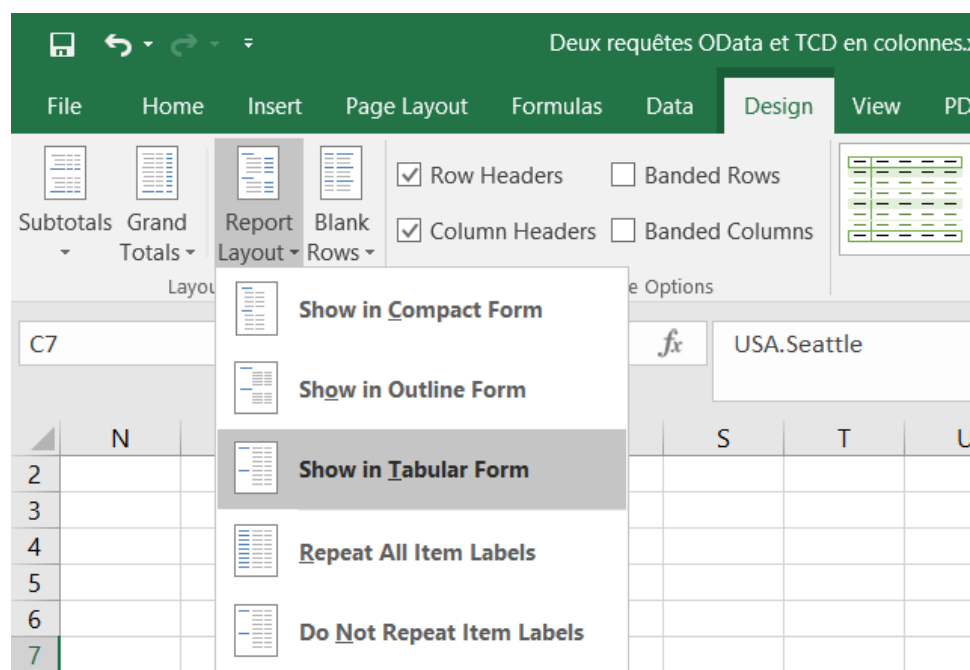 Deux requêtes OData et TCD en colonnes.
File Home Insert Page Layout Formulas Data Design View PD
Subtotals Grand Totals Report Layout Blank Rows
Row Headers Banded Rows
Column Headers Banded Columns
Layou e Options
Show in Compact Form
C7 fx USA.Seattle
Show in Outline Form
N S T U
Show in Tabular Form
2
3
4
Repeat All Item Labels
5
6
Do Not Repeat Item Labels
7